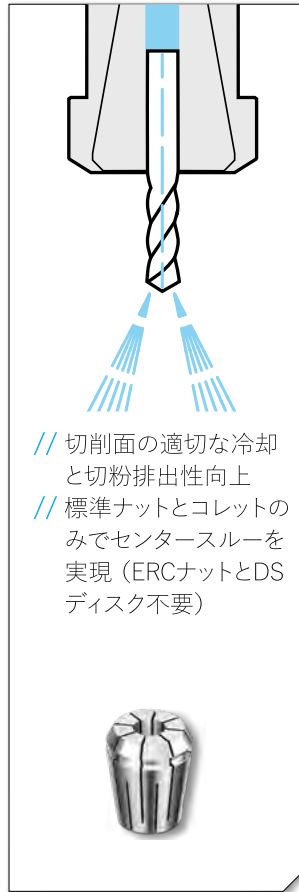 // 切削面の適切な冷却
と切粉排出性向上
// 標準ナットとコレットの
みでセンタースルーを
実現（ERCナットとDS
ディスク不要）